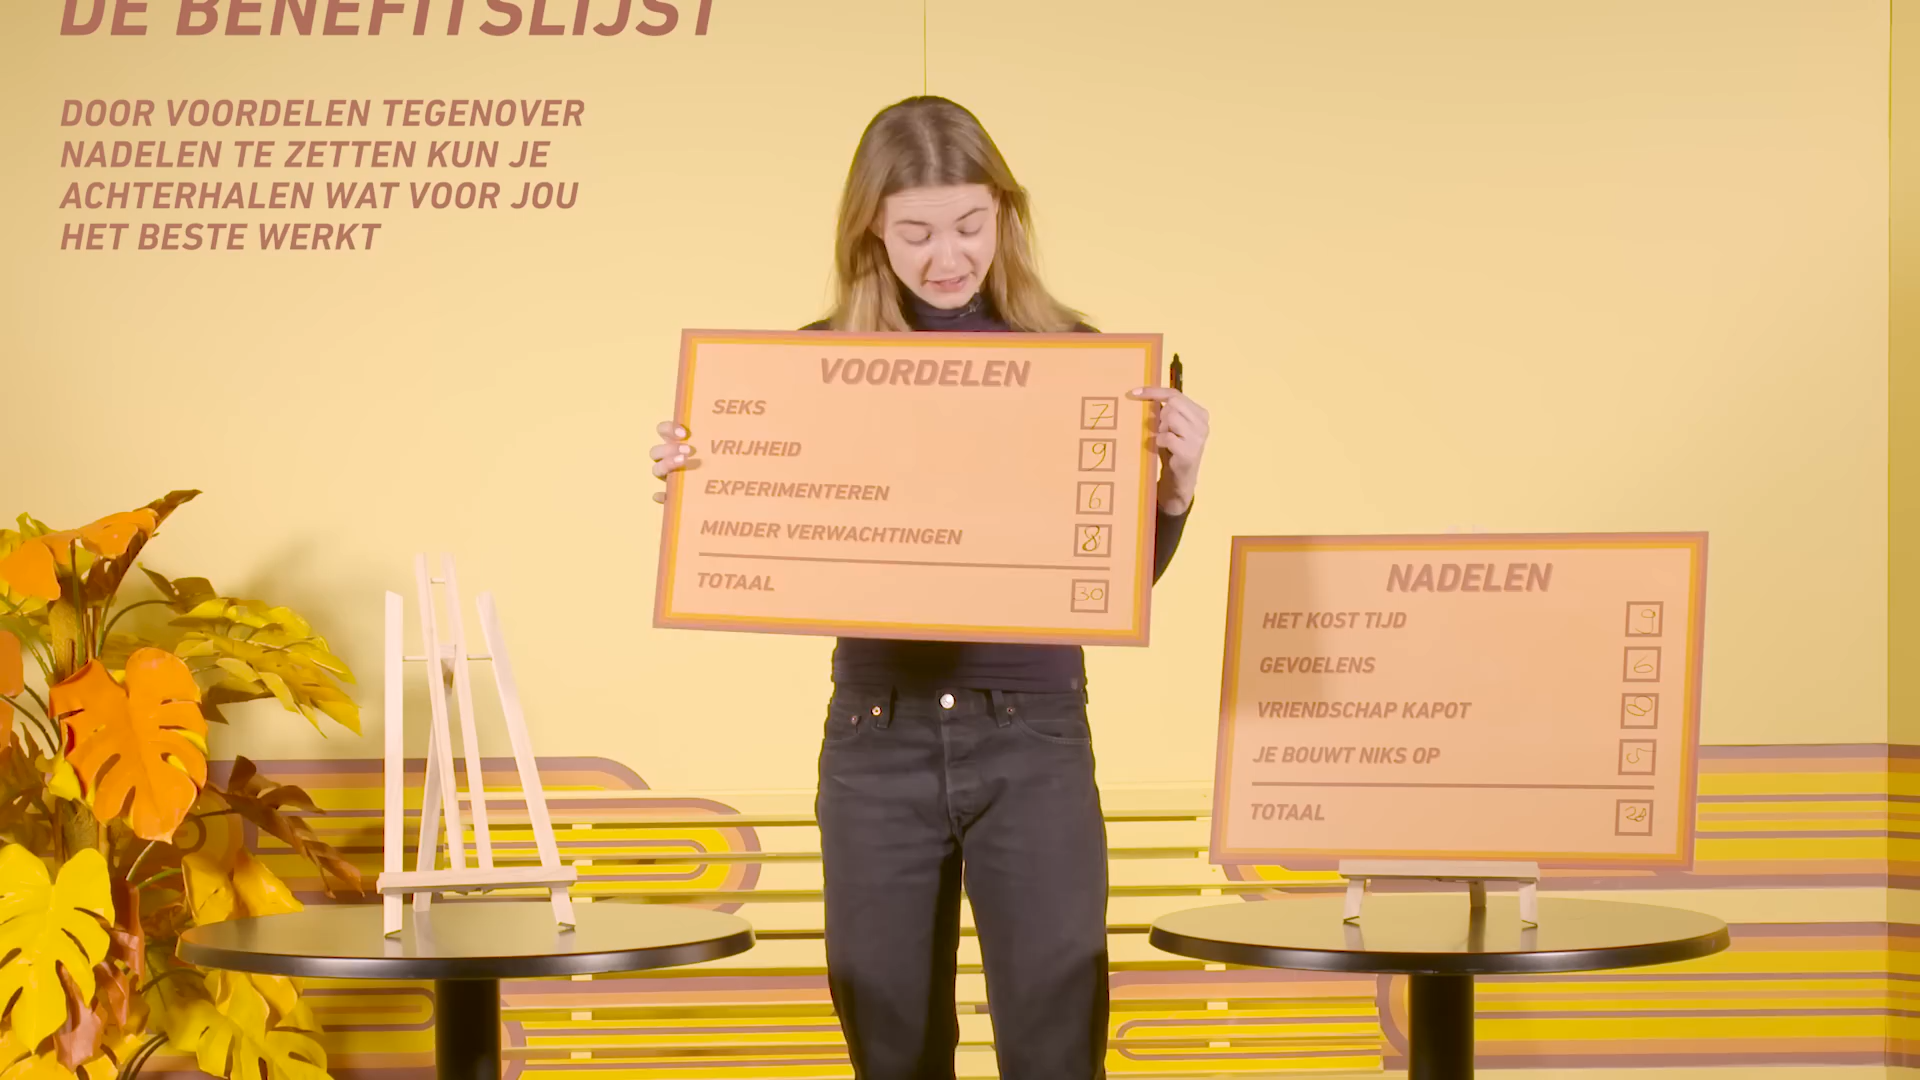 DE BENEFITSLIJST
DOOR VOORDELEN TEGENOVER
NADELEN TE ZETTEN KUN JE
ACHTERHALEN WAT VOOR JOU
HET BESTE WERKT
VOORDELEN
SEKS 7
VRIJHEID 9
EXPERIMENTEREN 6
MINDER VERWACHTINGEN 8
TOTAAL 30
NADELEN
HET KOST TIJD 9
GEVOELENS 6
VRIENDSCHAP KAPOT
JE BOUWT NIKS OP 5
TOTAAL 28